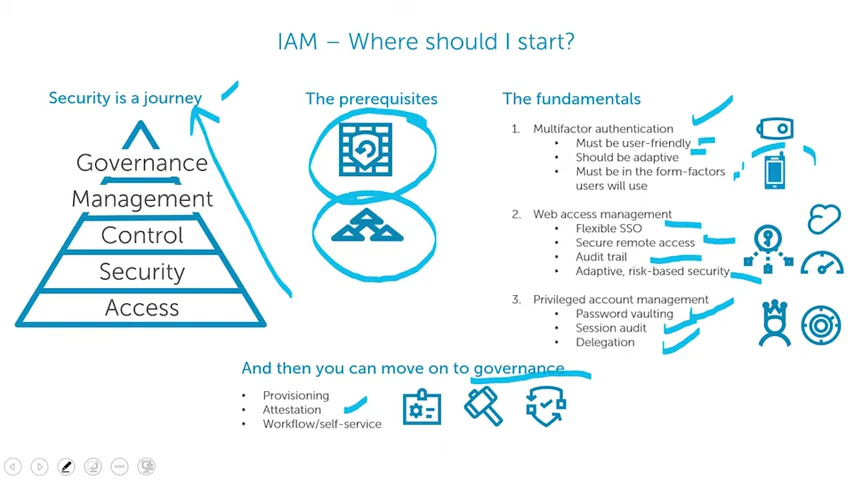 IAM – Where should I start?
Security is a journey
Governance
Management
Control
Security
Access
The prerequisites
The fundamentals
1. Multifactor authentication
• Must be user-friendly
• Should be adaptive
• Must be in the form-factors
users will use
2. Web access management
• Flexible SSO
• Secure remote access
• Audit trail
• Adaptive, risk-based security
3. Privileged account management
• Password vaulting
• Session audit
• Delegation
And then you can move on to governance
• Provisioning
• Attestation
• Workflow/self-service